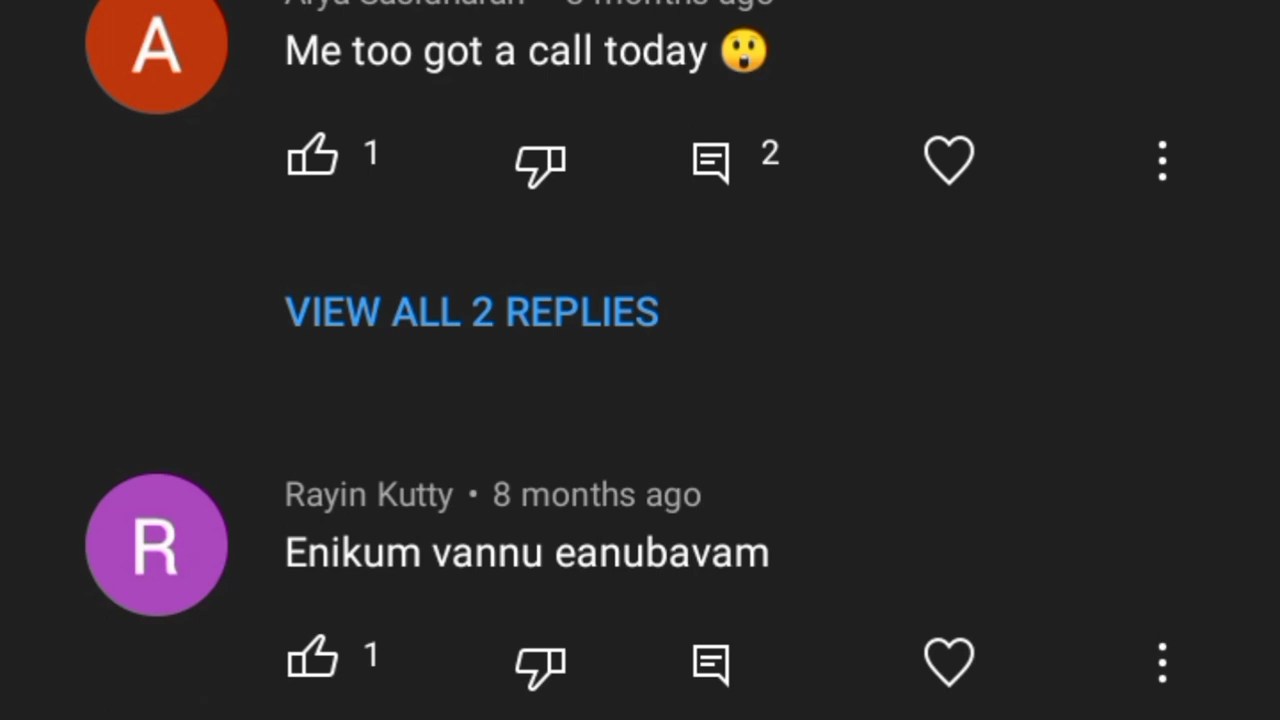 A
Me too got a call today 😲
1
2
VIEW ALL 2 REPLIES
R
Rayin Kutty • 8 months ago
Enikum vannu eanubavam
1